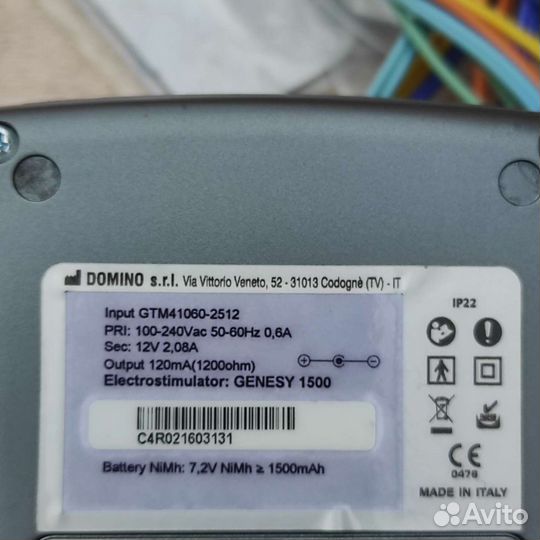 DOMINO s.r.l. Via Vittorio Veneto, 52 - 31013 Codognè (TV) - IT
Input GTM41060-2512
PRI: 100-240Vac 50-60Hz 0,6A
Sec: 12V 2,08A
Output 120mA(1200ohm)
Electrostimulator: GENESY 1500
C4R021603131
Battery NiMh: 7,2V NiMh ≥ 1500mAh
IP22
CE
0476
MADE IN ITALY
Avito